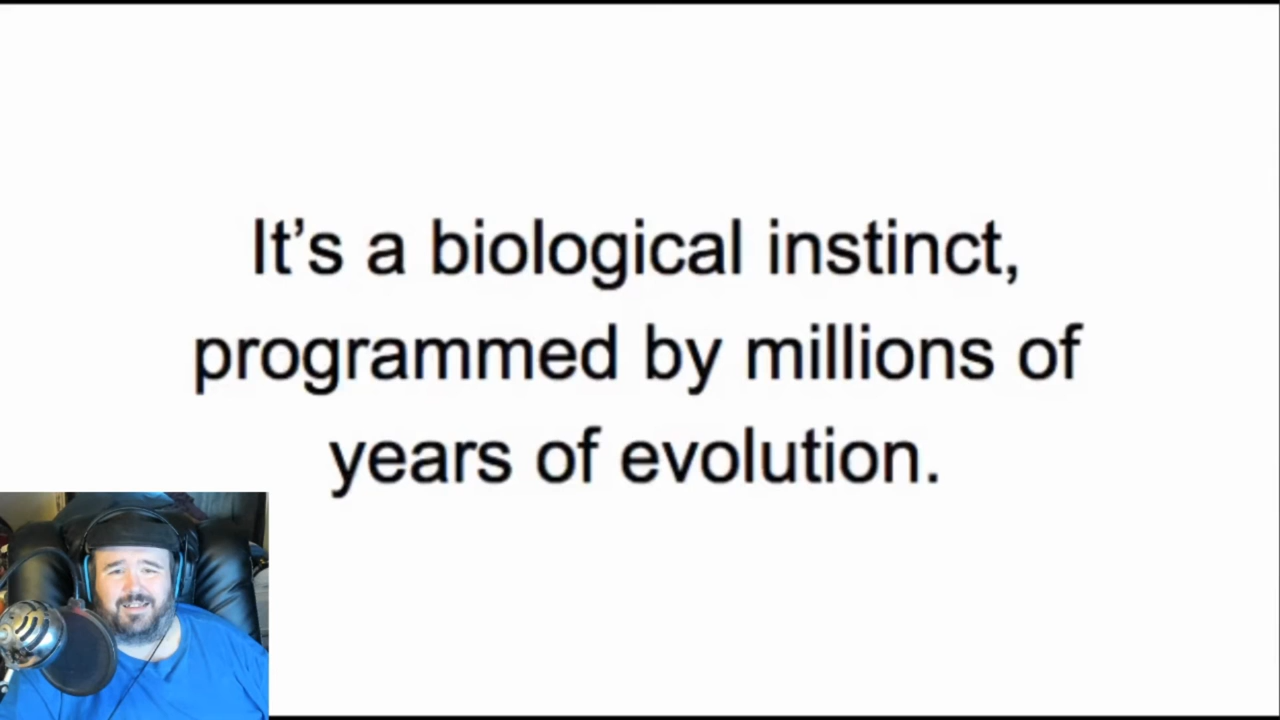 It’s a biological instinct,
programmed by millions of
years of evolution.